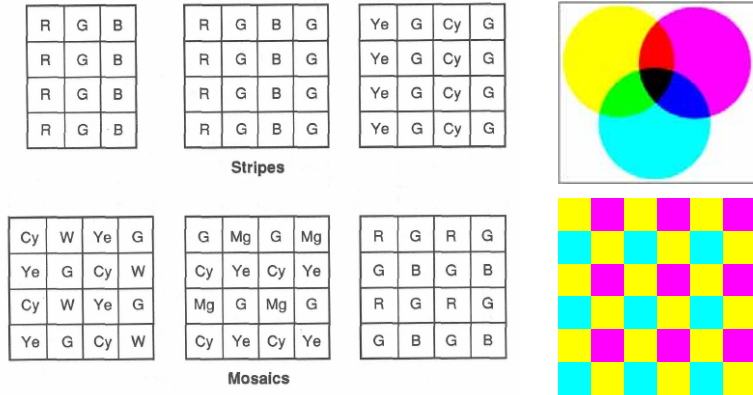 R G B
R G B
R G B
R G B
R G B G
R G B G
R G B G
R G B G
Ye G Cy G
Ye G Cy G
Ye G Cy G
Ye G Cy G
Stripes
Cy W Ye G
Ye G Cy W
Cy W Ye G
Ye G Cy W
G Mg G Mg
Cy Ye Cy Ye
Mg G Mg G
Cy Ye Cy Ye
R G R G
G B G B
R G R G
G B G B
Mosaics